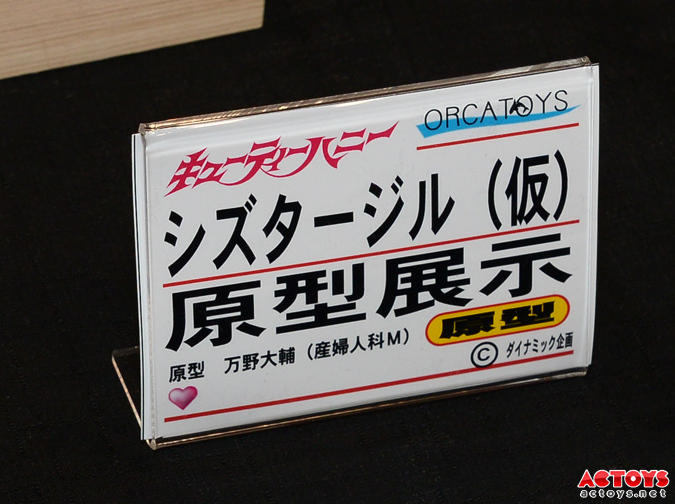 ORCATOYS
キューティーハニー
シズタージル（仮）
原型展示
原型
原型　万野大輔（産婦人科M）
© ダイナミック企画
ACTOYS
actoys.net